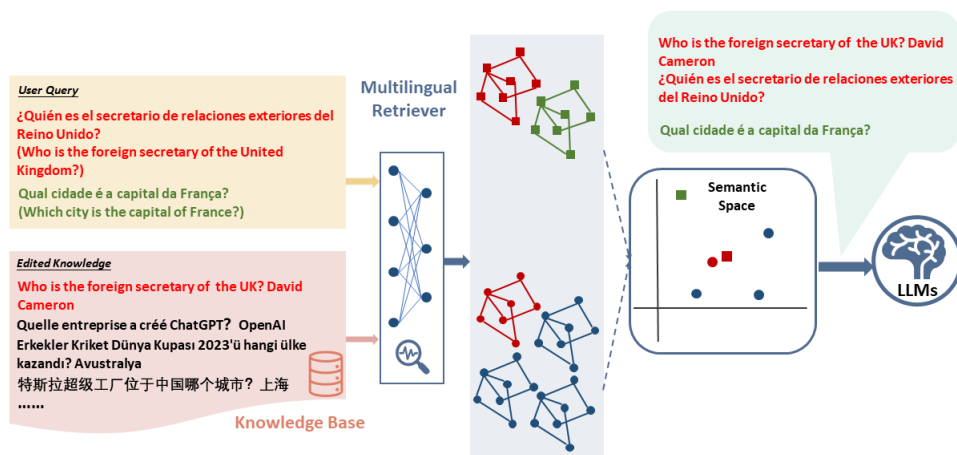 User Query
¿Quién es el secretario de relaciones exteriores del
Reino Unido?
(Who is the foreign secretary of the United
Kingdom?)
Qual cidade é a capital da França?
(Which city is the capital of France?)
Edited Knowledge
Who is the foreign secretary of the UK? David
Cameron
Quelle entreprise a créé ChatGPT? OpenAI
Erkekler Kriket Dünya Kupası 2023'ü hangi ülke
kazandı? Avustralya
特斯拉超级工厂位于中国哪个城市？上海
……
Knowledge Base
Multilingual
Retriever
Semantic
Space
Who is the foreign secretary of the UK? David
Cameron
¿Quién es el secretario de relaciones exteriores
del Reino Unido?
Qual cidade é a capital da França?
LLMs